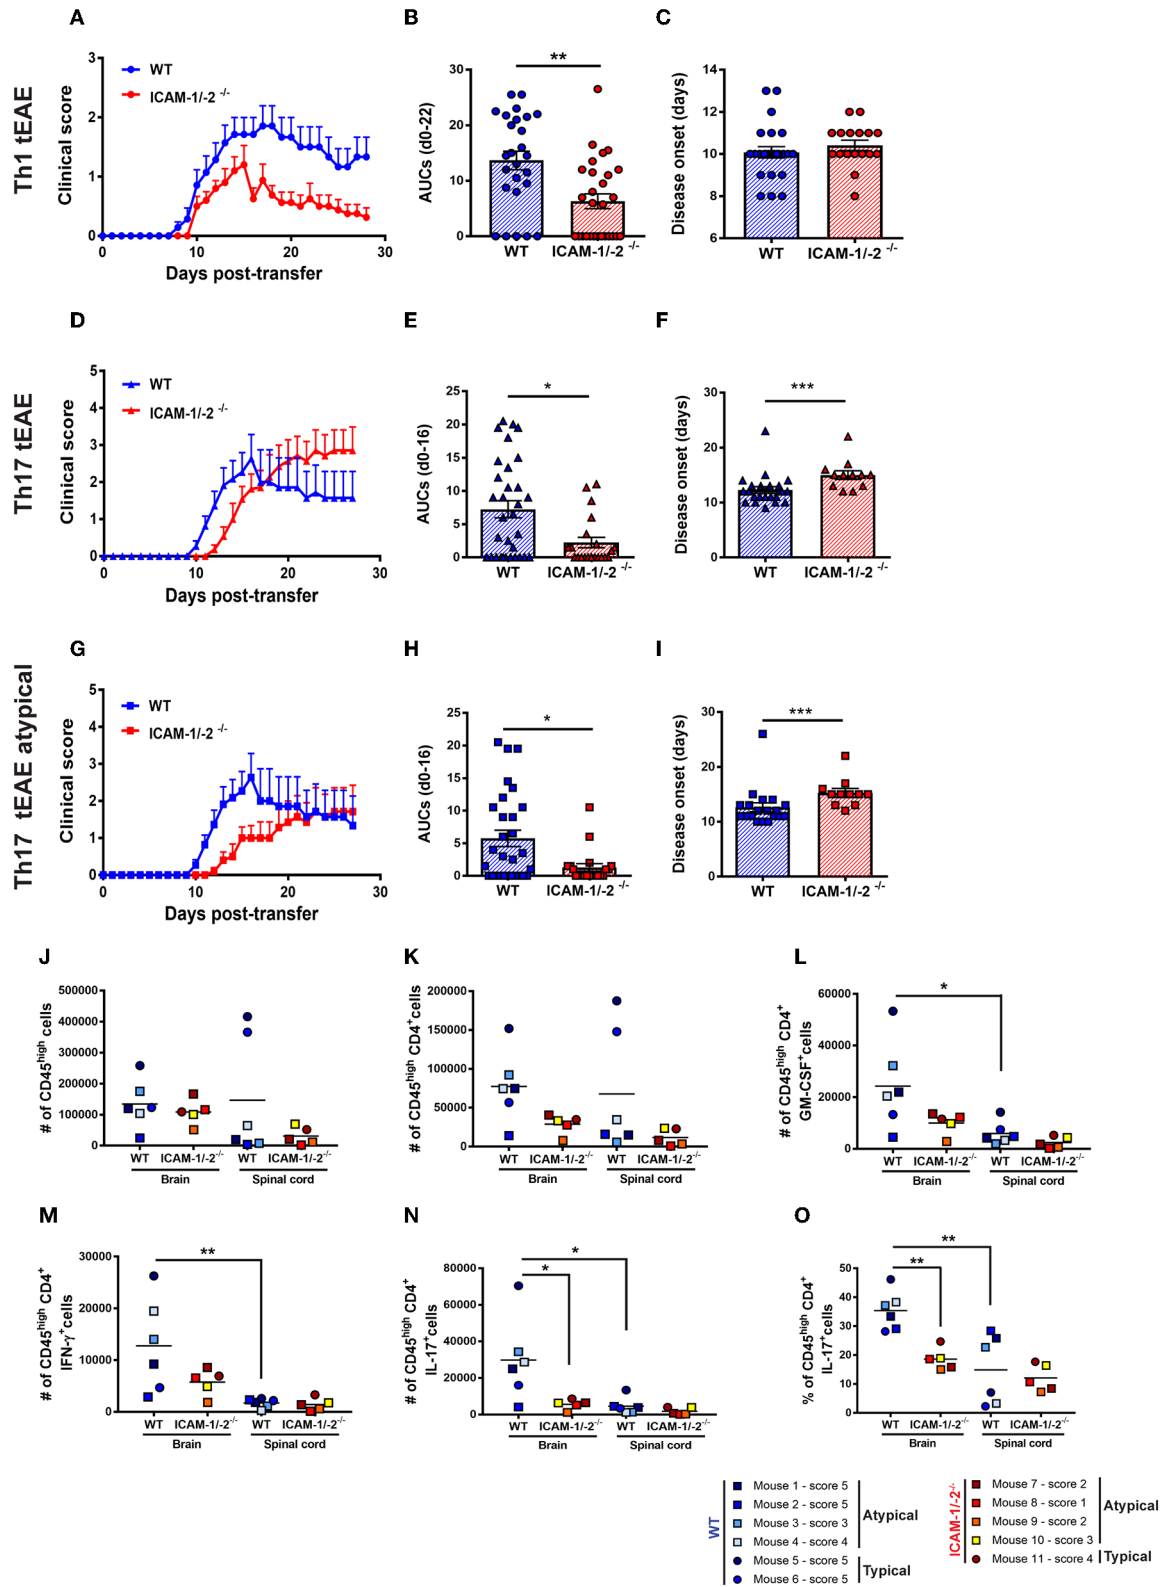 A
B
C
Th1 tEAE
Clinical score
3
2
1
0
WT
ICAM-1/-2 -/-
0
10
20
30
Days post-transfer
AUCs (d0-22)
30
20
10
0
**
WT
ICAM-1/-2 -/-
Disease onset (days)
14
12
10
8
6
WT
ICAM-1/-2 -/-
D
E
F
Th17 tEAE
Clinical score
5
4
3
2
1
0
WT
ICAM-1/-2 -/-
0
10
20
30
Days post-transfer
AUCs (d0-16)
25
20
15
10
5
0
*
WT
ICAM-1/-2 -/-
Disease onset (days)
30
20
10
0
***
WT
ICAM-1/-2 -/-
G
H
I
Th17 tEAE atypical
Clinical score
5
4
3
2
1
0
WT
ICAM-1/-2 -/-
0
10
20
30
Days post-transfer
AUCs (d0-16)
25
20
15
10
5
0
*
WT
ICAM-1/-2 -/-
Disease onset (days)
30
20
10
0
***
WT
ICAM-1/-2 -/-
J
K
L
# of CD45high cells
500000
400000
300000
200000
100000
0
WT
ICAM-1/-2-/-
WT
ICAM-1/-2-/-
Brain
Spinal cord
# of CD45high CD4+cells
200000
150000
100000
50000
0
WT
ICAM-1/-2-/-
WT
ICAM-1/-2-/-
Brain
Spinal cord
# of CD45high CD4+
GM-CSF+cells
60000
40000
20000
0
*
WT
ICAM-1/-2-/-
WT
ICAM-1/-2-/-
Brain
Spinal cord
M
N
O
# of CD45high CD4+
IFN-γ+cells
30000
20000
10000
0
**
WT
ICAM-1/-2-/-
WT
ICAM-1/-2-/-
Brain
Spinal cord
# of CD45high CD4+
IL-17+cells
80000
60000
40000
20000
0
*
*
WT
ICAM-1/-2-/-
WT
ICAM-1/-2-/-
Brain
Spinal cord
% of CD45high CD4+
IL-17+cells
50
40
30
20
10
0
**
**
WT
ICAM-1/-2-/-
WT
ICAM-1/-2-/-
Brain
Spinal cord
WT
Mouse 1 - score 5
Mouse 2 - score 5
Mouse 3 - score 3
Mouse 4 - score 4
Mouse 5 - score 5
Mouse 6 - score 5
Atypical
Typical
ICAM-1/-2-/-
Mouse 7 - score 2
Mouse 8 - score 1
Mouse 9 - score 2
Mouse 10 - score 3
Mouse 11 - score 4
Atypical
Typical